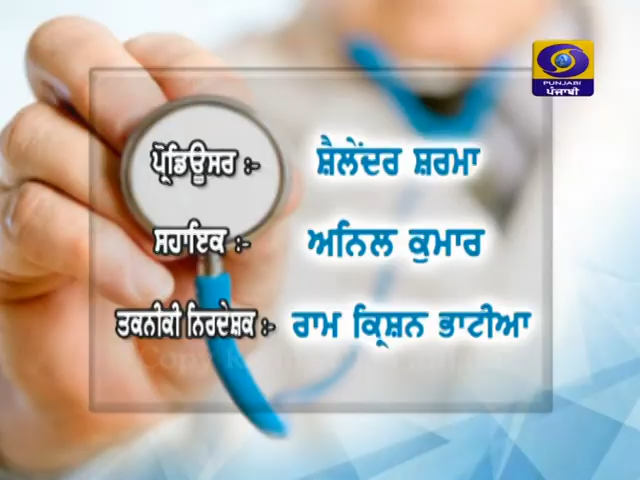 PUNJABI
ਪੰਜਾਬੀ
ਪ੍ਰੋਡਿਊਸਰ :- ਸ਼ੈਲੇਂਦਰ ਸ਼ਰਮਾ
ਸਹਾਇਕ :- ਅਨਿਲ ਕੁਮਾਰ
ਤਕਨੀਕੀ ਨਿਰਦੇਸ਼ਕ :- ਰਾਮ ਕ੍ਰਿਸ਼ਨ ਭਾਟੀਆ